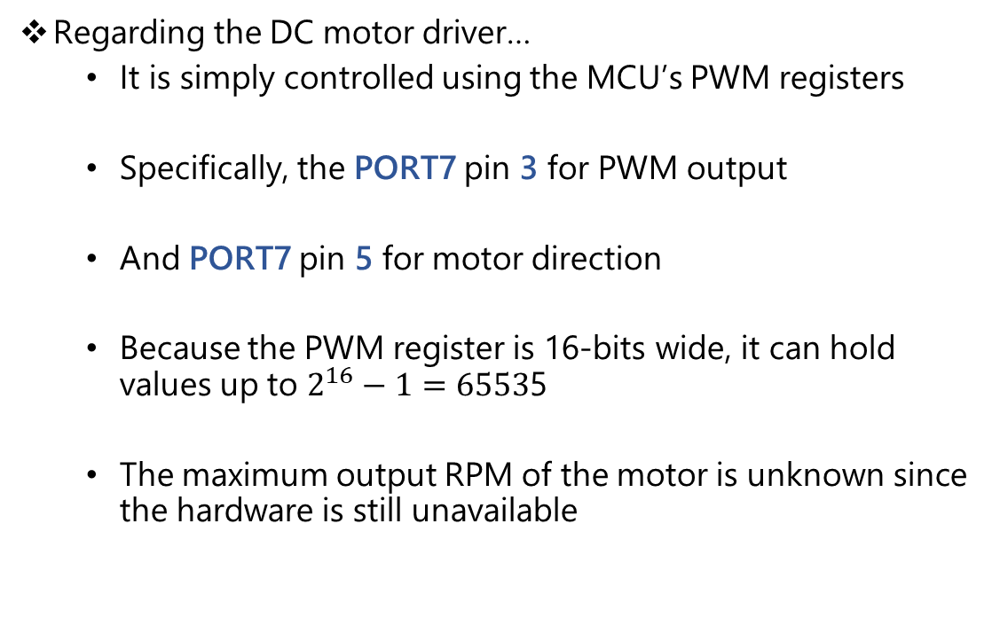 ❖ Regarding the DC motor driver...
• It is simply controlled using the MCU's PWM registers
• Specifically, the PORT7 pin 3 for PWM output
• And PORT7 pin 5 for motor direction
• Because the PWM register is 16-bits wide, it can hold
values up to 2¹⁶ − 1 = 65535
• The maximum output RPM of the motor is unknown since
the hardware is still unavailable